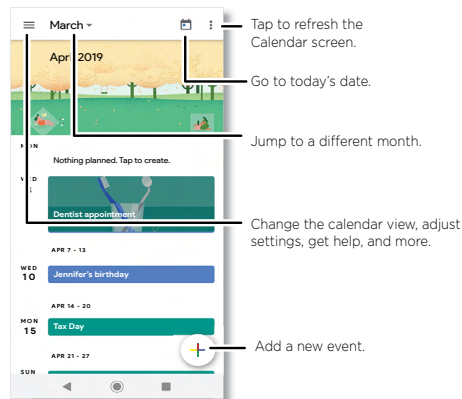 March
Tap to refresh the
Calendar screen.
April 2019
Go to today's date.
Jump to a different month.
MON
Nothing planned. Tap to create.
WED
3
Dentist appointment
Change the calendar view, adjust
settings, get help, and more.
APR 7 - 13
WED
10
Jennifer's birthday
APR 14 - 20
MON
15
Tax Day
Add a new event.
APR 21 - 27
SUN